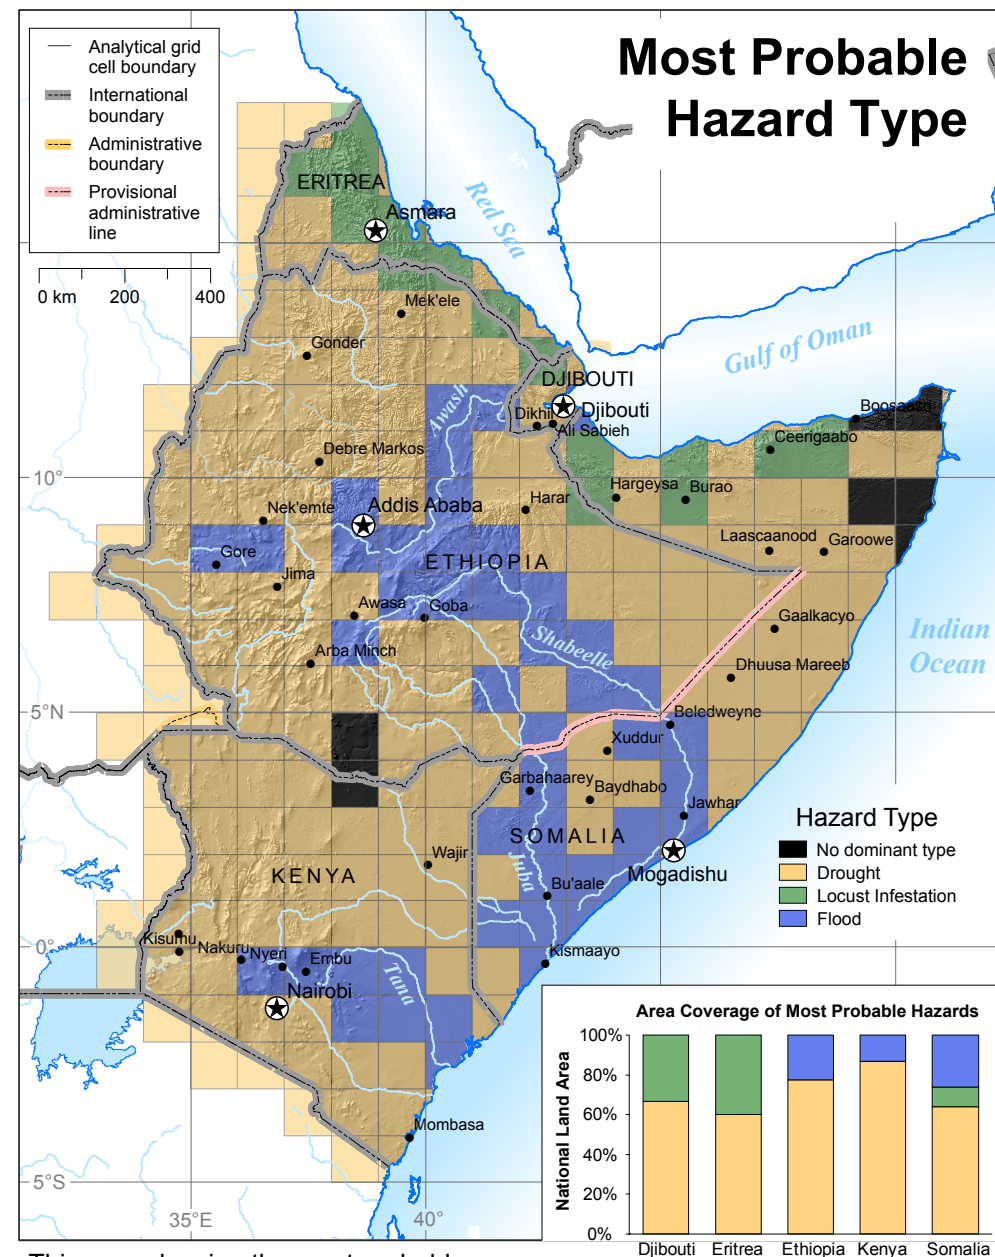 Most Probable
Hazard Type
Analytical grid
cell boundary
International
boundary
Administrative
boundary
Provisional
administrative
line
0 km 200 400
ERITREA
Asmara
Red Sea
Mek'ele
Gonder
Gulf of Oman
DJIBOUTI
Djibouti
Dikhil
Ali Sabieh
Awash
Boosaaso
Ceerigaabo
Debre Markos
10°
Hargeysa
Burao
Harar
Nek'emte
Addis Ababa
Gore
ETHIOPIA
Laascaanood
Garoowe
Jima
Awasa
Goba
Gaalkacyo
Shabeelle
Indian
Ocean
Arba Minch
Dhuusa Mareeb
5°N
Beledweyne
Xuddur
Garbahaarey
Baydhabo
Jawhar
SOMALIA
Mogadishu
Wajir
KENYA
Juba
Bu'aale
Hazard Type
No dominant type
Drought
Locust Infestation
Flood
Kisumu
0°
Nakuru
Nyeri
Embu
Kismaayo
Tana
Nairobi
Mombasa
5°S
35°E
40°
Area Coverage of Most Probable Hazards
National Land Area
100%
80%
60%
40%
20%
0%
Djibouti Eritrea Ethiopia Kenya Somalia